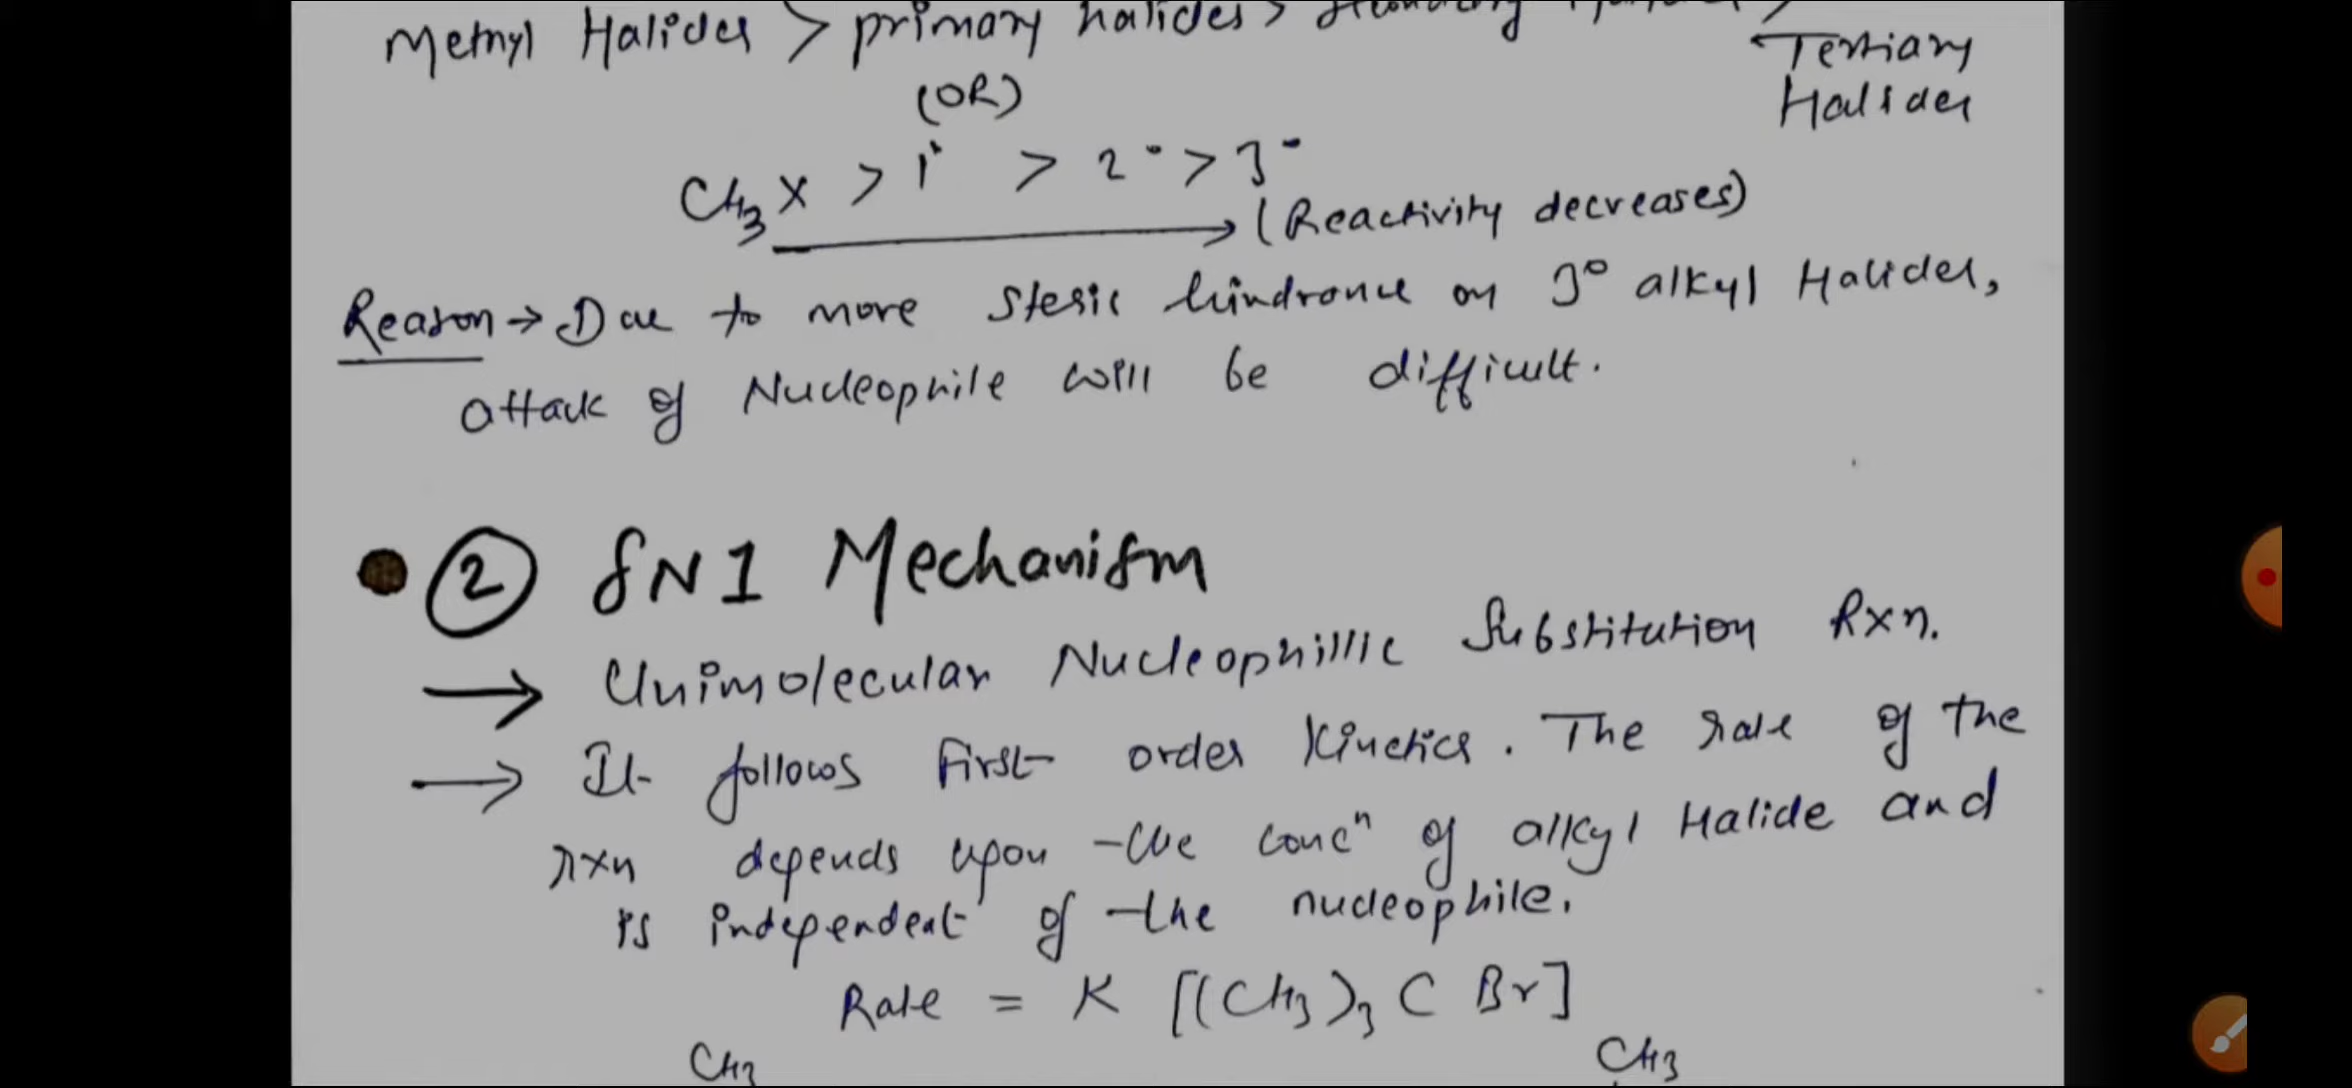 Methyl Halides > primary halides > Secondary Halides >
Tertiary
Halides
(OR)
CH3X > 1° > 2° > 3°
(Reactivity decreases)
Reason → Due to more steric hindrance on 3° alkyl Halides,
attack of Nucleophile will be difficult.
② SN1 Mechanism
→ Unimolecular Nucleophillic Substitution Rxn.
→ It follows First order Kinetics. The rate of the
rxn depends upon the concn of alkyl Halide and
is independent of the nucleophile.
Rate = K [(CH3)3 C Br]
CH3 CH3